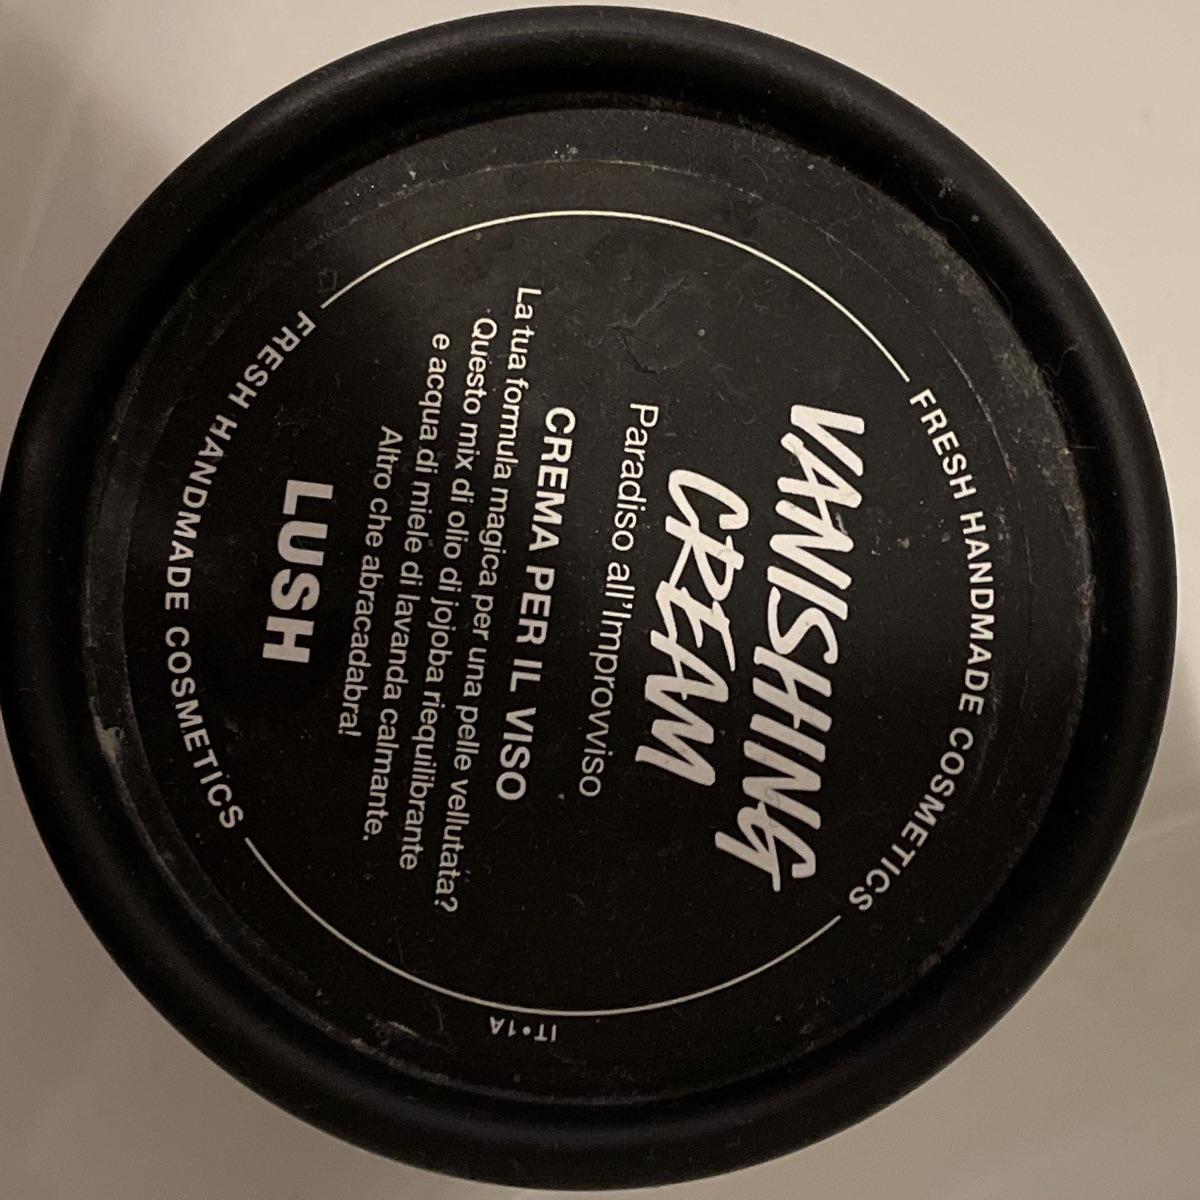 FRESH HANDMADE COSMETICS
VANISHING
CREAM
Paradiso all'Improvviso
CREMA PER IL VISO
La tua formula magica per una pelle vellutata?
Questo mix di olio di jojoba riequilibrante
e acqua di miele di lavanda calmante.
Altro che abracadabra!
LUSH
FRESH HANDMADE COSMETICS
IT•1A